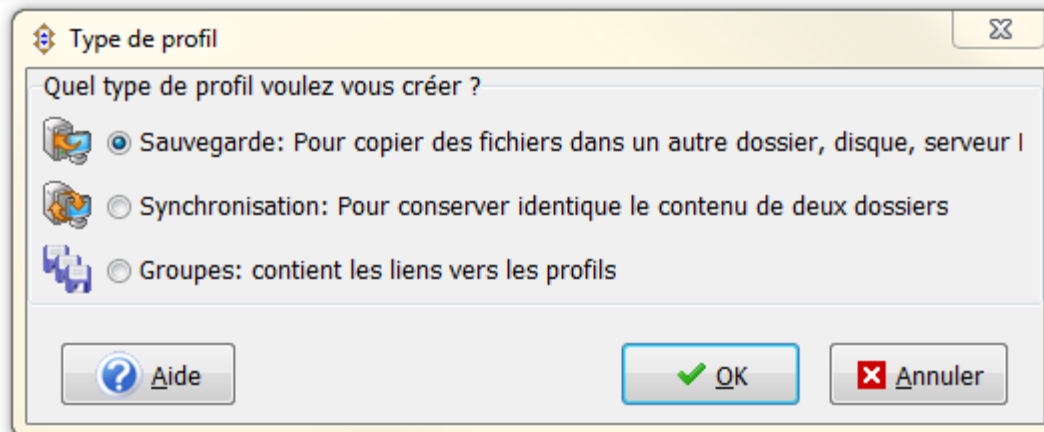 Type de profil
Quel type de profil voulez vous créer ?
Sauvegarde: Pour copier des fichiers dans un autre dossier, disque, serveur
Synchronisation: Pour conserver identique le contenu de deux dossiers
Groupes: contient les liens vers les profils
Aide OK Annuler